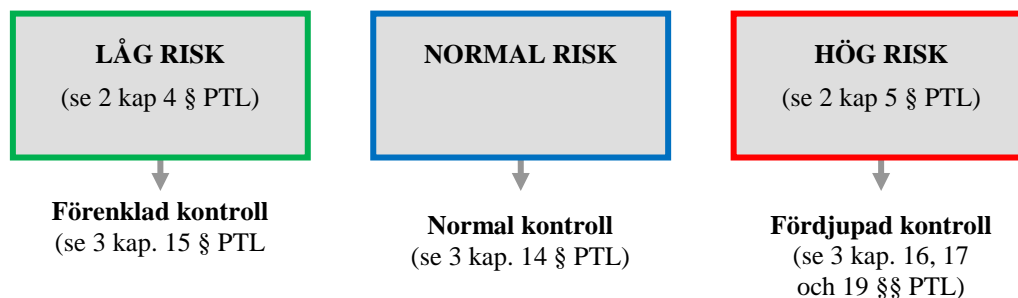 LÅG RISK
(se 2 kap 4 § PTL)
NORMAL RISK
HÖG RISK
(se 2 kap 5 § PTL)
Förenklad kontroll
(se 3 kap. 15 § PTL
Normal kontroll
(se 3 kap. 14 § PTL)
Fördjupad kontroll
(se 3 kap. 16, 17
och 19 §§ PTL)